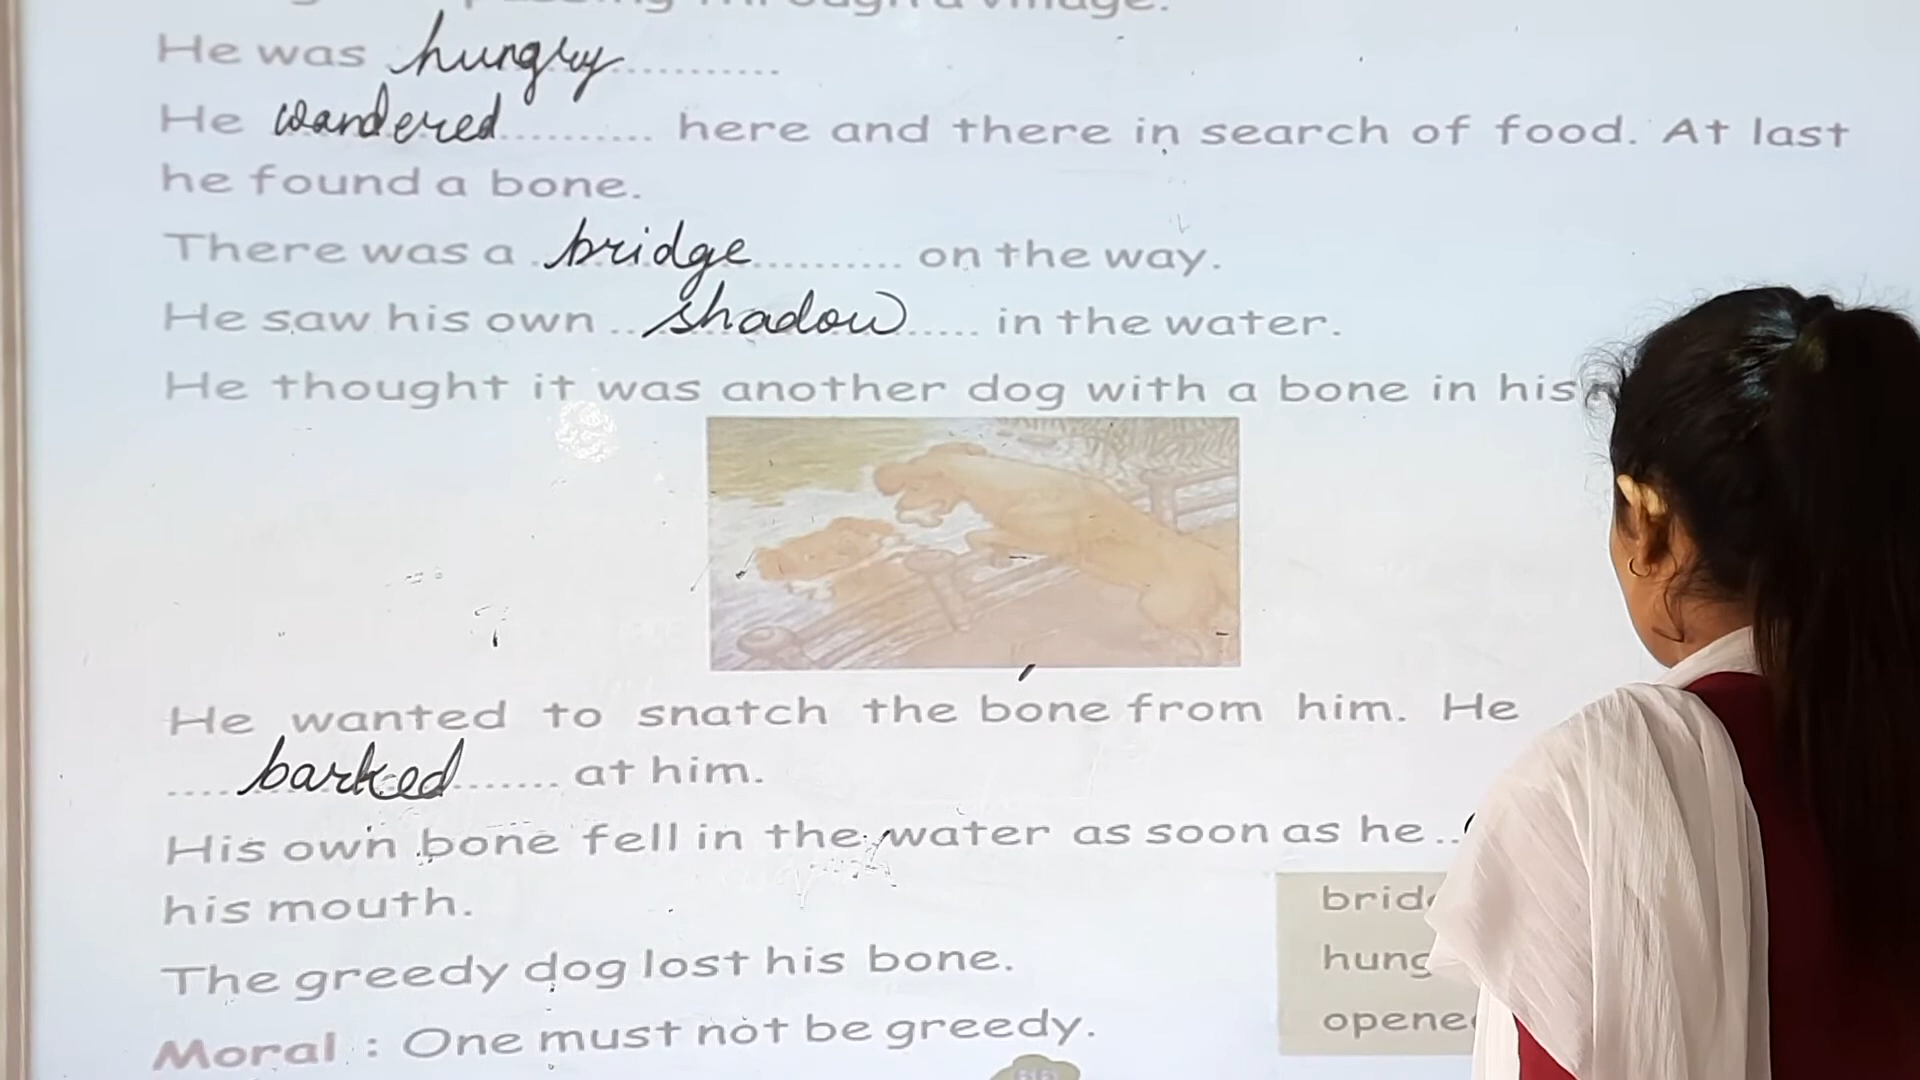 passing through a village.
He was hungry............
He wandered.......... here and there in search of food. At last
he found a bone.
There was a .bridge.......... on the way.
He saw his own ..shadow..... in the water.
He thought it was another dog with a bone in his
He wanted to snatch the bone from him. He
....barked....... at him.
His own bone fell in the water as soon as he..
his mouth.
The greedy dog lost his bone.
Moral : One must not be greedy.